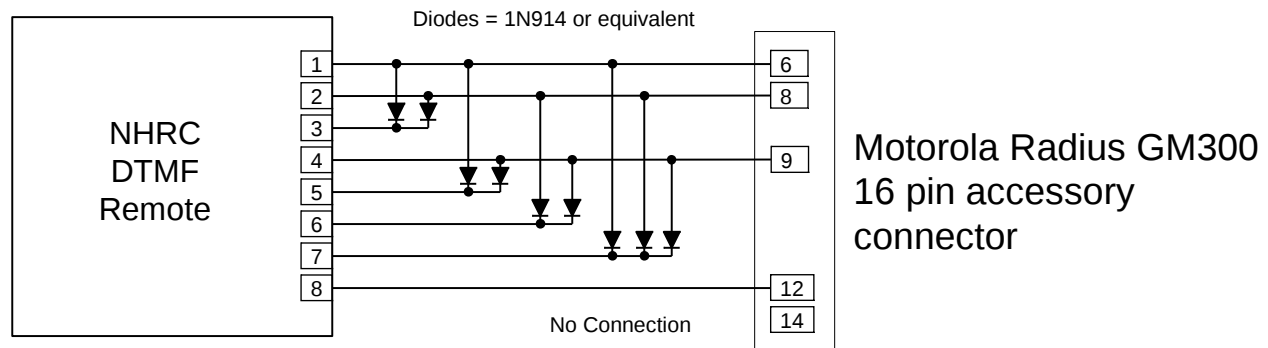 Diodes = 1N914 or equivalent
NHRC
DTMF
Remote
1
2
3
4
5
6
7
8
6
8
9
12
14
No Connection
Motorola Radius GM300
16 pin accessory
connector